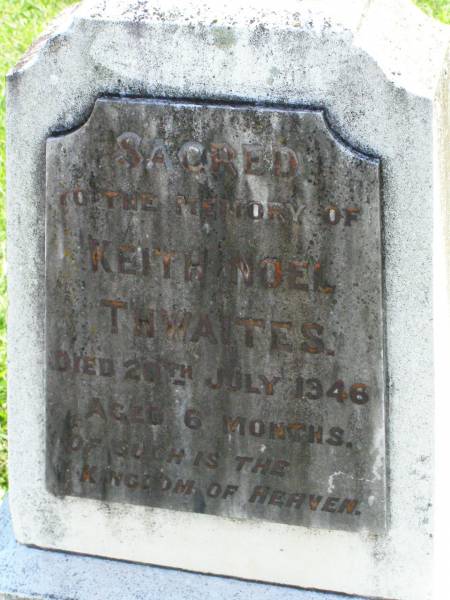 SACRED
TO THE MEMORY OF
KEITH NOEL
THWAITES.
DIED JULY 1946
AGED 6 MONTHS.
OF SUCH IS THE
KINGDOM OF HEAVEN.